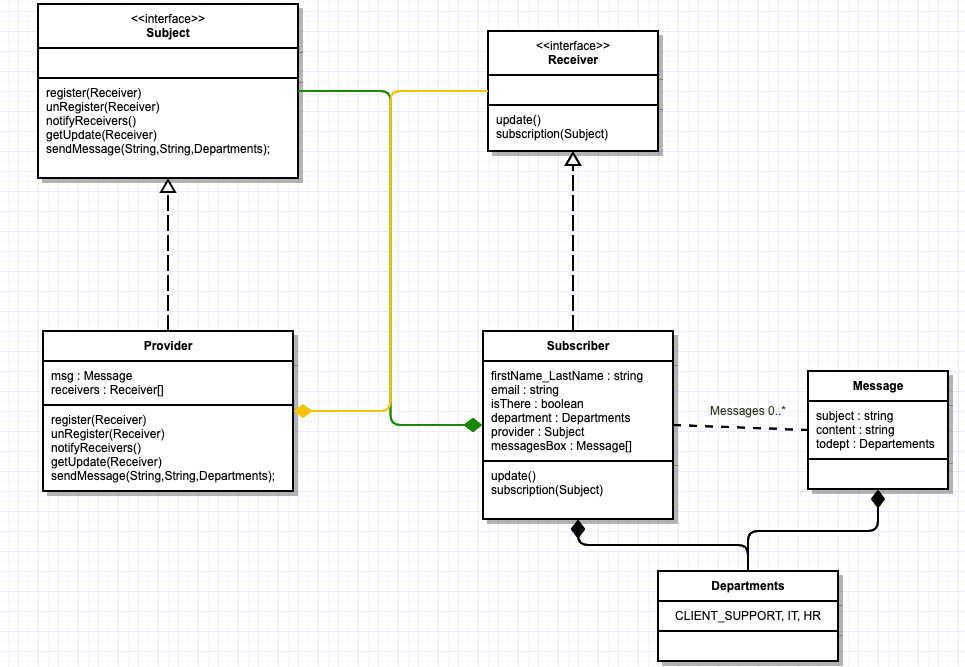 <<interface>>
Subject
register(Receiver)
unRegister(Receiver)
notifyReceivers()
getUpdate(Receiver)
sendMessage(String,String,Departments);
<<interface>>
Receiver
update()
subscription(Subject)
Provider
msg : Message
receivers : Receiver[]
register(Receiver)
unRegister(Receiver)
notifyReceivers()
getUpdate(Receiver)
sendMessage(String,String,Departments);
Subscriber
firstName_LastName : string
email : string
isThere : boolean
department : Departments
provider : Subject
messagesBox : Message[]
update()
subscription(Subject)
Messages 0..*
Message
subject : string
content : string
todept : Departements
Departments
CLIENT_SUPPORT, IT, HR